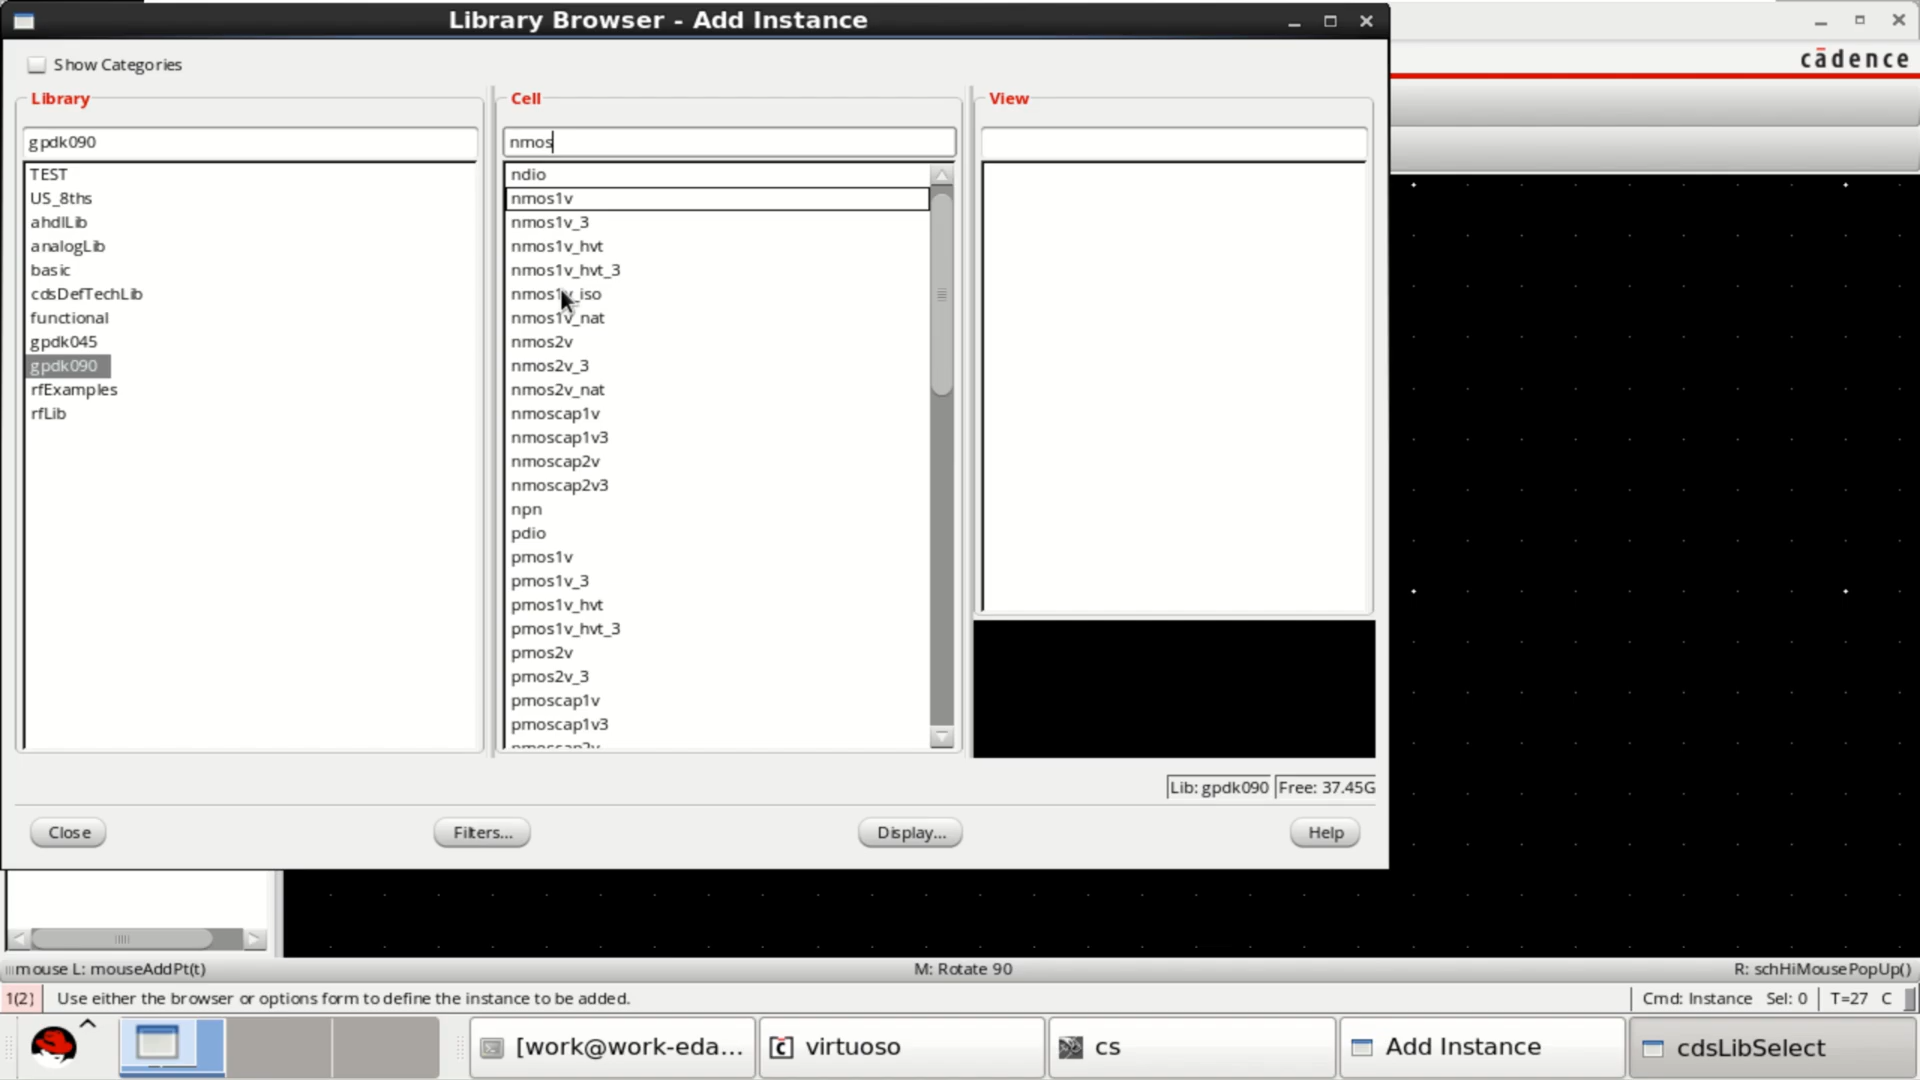 Library Browser - Add Instance
cādence
Show Categories
Library
Cell
View
gpdk090
nmos
TEST
US_8ths
ahdlLib
analogLib
basic
cdsDefTechLib
functional
gpdk045
gpdk090
rfExamples
rfLib
ndio
nmos1v
nmos1v_3
nmos1v_hvt
nmos1v_hvt_3
nmos1v_iso
nmos1v_nat
nmos2v
nmos2v_3
nmos2v_nat
nmoscap1v
nmoscap1v3
nmoscap2v
nmoscap2v3
npn
pdio
pmos1v
pmos1v_3
pmos1v_hvt
pmos1v_hvt_3
pmos2v
pmos2v_3
pmoscap1v
pmoscap1v3
pmoscap2v
Lib: gpdk090
Free: 37.45G
Close
Filters...
Display...
Help
mouse L: mouseAddPt(t)
M: Rotate 90
R: schHiMousePopUp()
1(2)
Use either the browser or options form to define the instance to be added.
Cmd: Instance
Sel: 0
T=27 C
[work@work-eda...
virtuoso
cs
Add Instance
cdsLibSelect